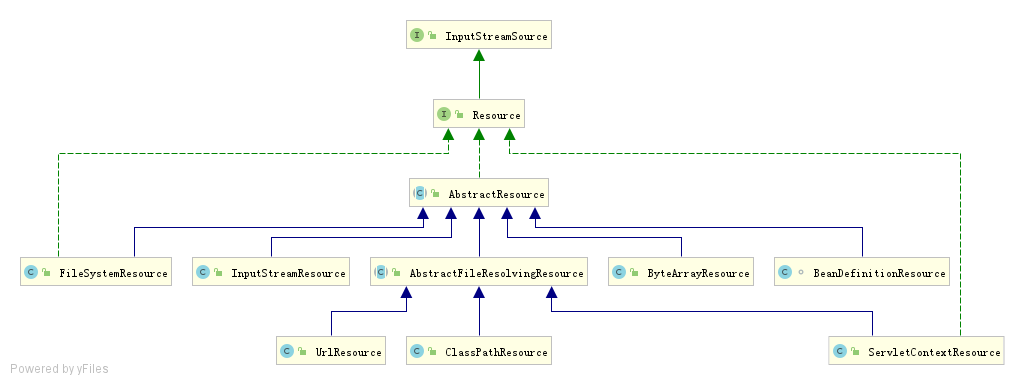 InputStreamSource
Resource
AbstractResource
FileSystemResource
InputStreamResource
AbstractFileResolvingResource
ByteArrayResource
BeanDefinitionResource
UrlResource
ClassPathResource
ServletContextResource
Powered by yFiles